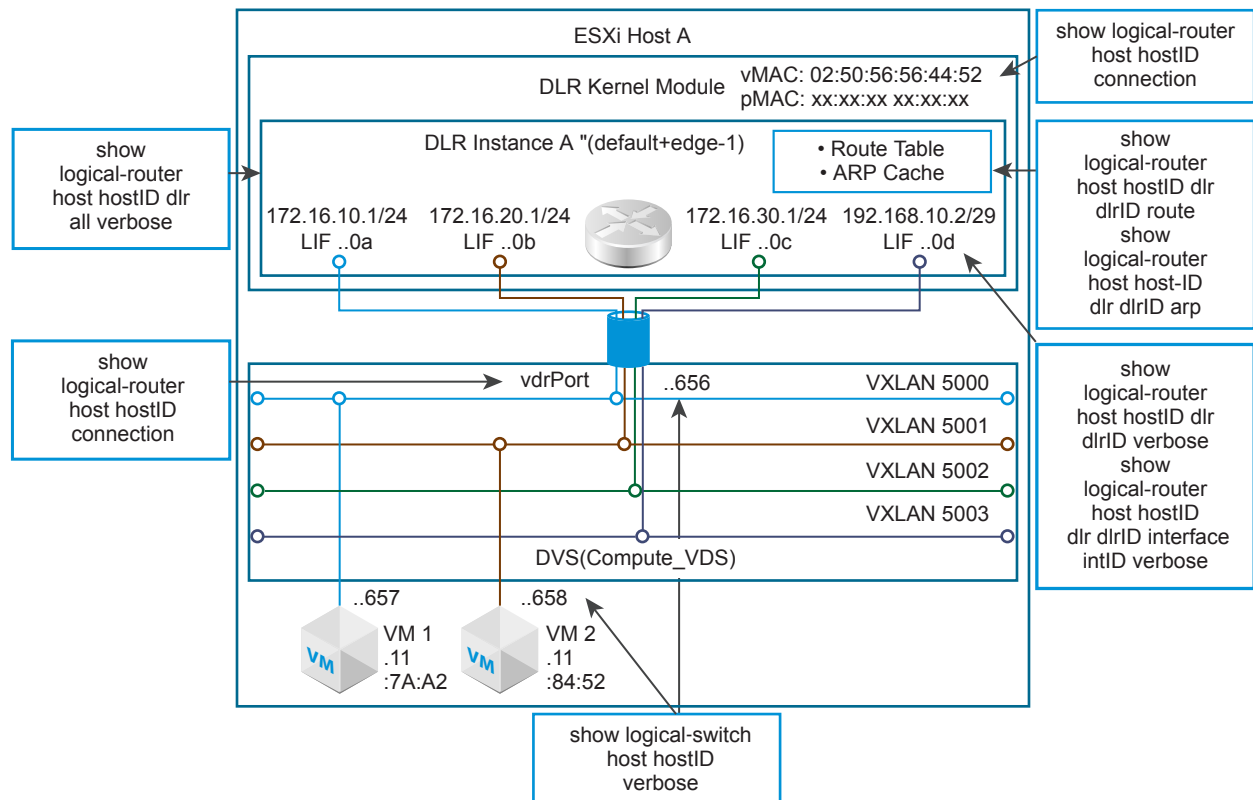 ESXi Host A
show logical-router
host hostID
connection
DLR Kernel Module
vMAC: 02:50:56:56:44:52
pMAC: xx:xx:xx xx:xx:xx
show
logical-router
host hostID dlr
all verbose
DLR Instance A "(default+edge-1)
• Route Table
• ARP Cache
show
logical-router
host hostID dlr
dlrID route
show
logical-router
host host-ID
dlr dlrID arp
172.16.10.1/24
LIF ..0a
172.16.20.1/24
LIF ..0b
172.16.30.1/24
LIF ..0c
192.168.10.2/29
LIF ..0d
show
logical-router
host hostID
connection
vdrPort
..656
VXLAN 5000
VXLAN 5001
VXLAN 5002
VXLAN 5003
DVS(Compute_VDS)
show
logical-router
host hostID dlr
dlrID verbose
show
logical-router
host hostID
dlr dlrID interface
intID verbose
..657
VM
VM 1
.11
:7A:A2
..658
VM
VM 2
.11
:84:52
show logical-switch
host hostID
verbose